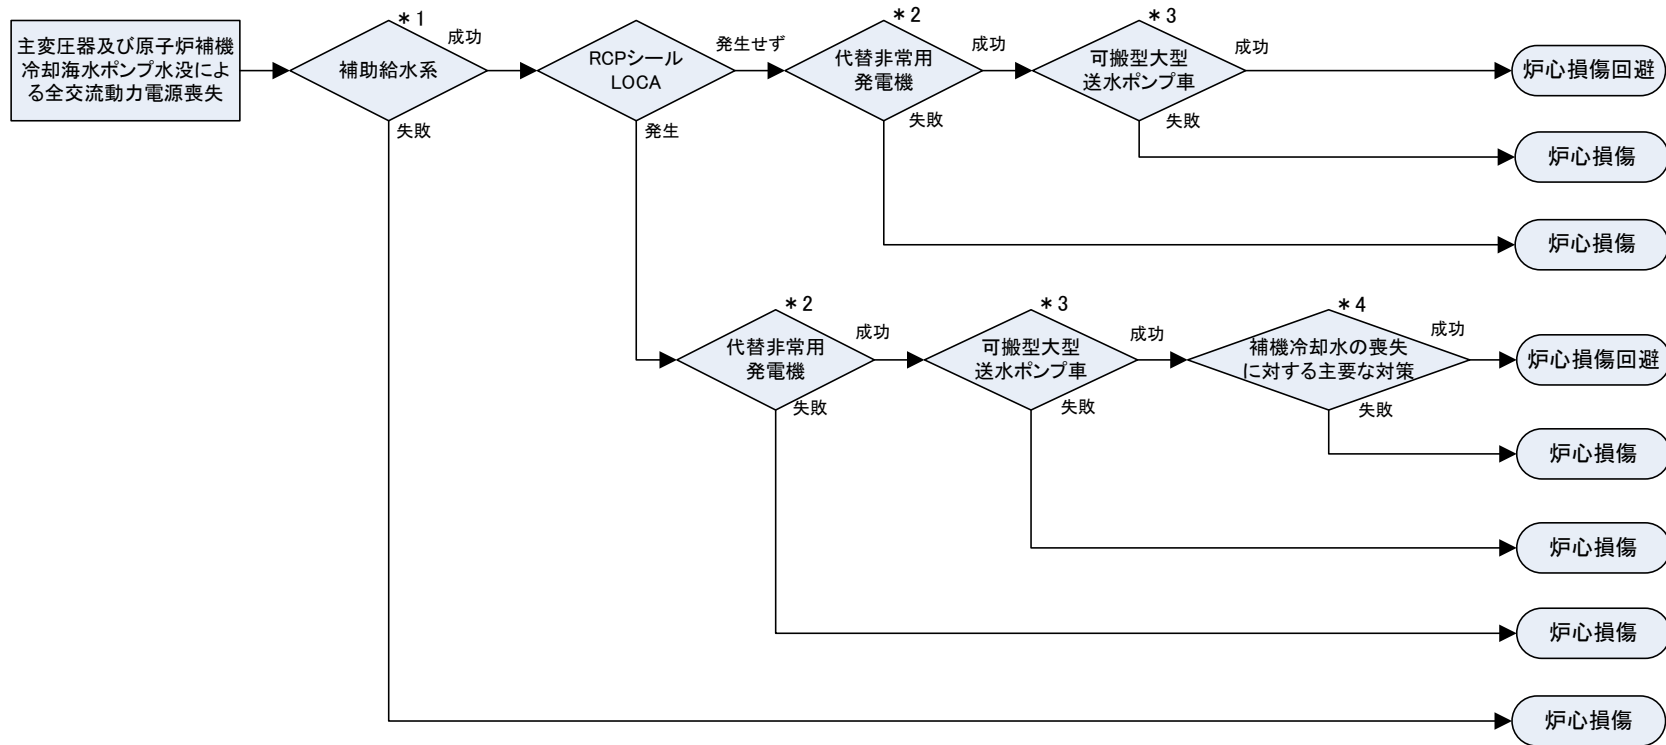 主変圧器及び原子炉補機
冷却海水ポンプ水没によ
る全交流動力電源喪失
＊1
補助給水系
成功
失敗
RCPシール
LOCA
発生せず
発生
＊2
代替非常用
発電機
成功
失敗
＊3
可搬型大型
送水ポンプ車
成功
失敗
炉心損傷回避
炉心損傷
炉心損傷
＊2
代替非常用
発電機
成功
失敗
＊3
可搬型大型
送水ポンプ車
成功
失敗
＊4
補機冷却水の喪失
に対する主要な対策
成功
失敗
炉心損傷回避
炉心損傷
炉心損傷
炉心損傷
炉心損傷